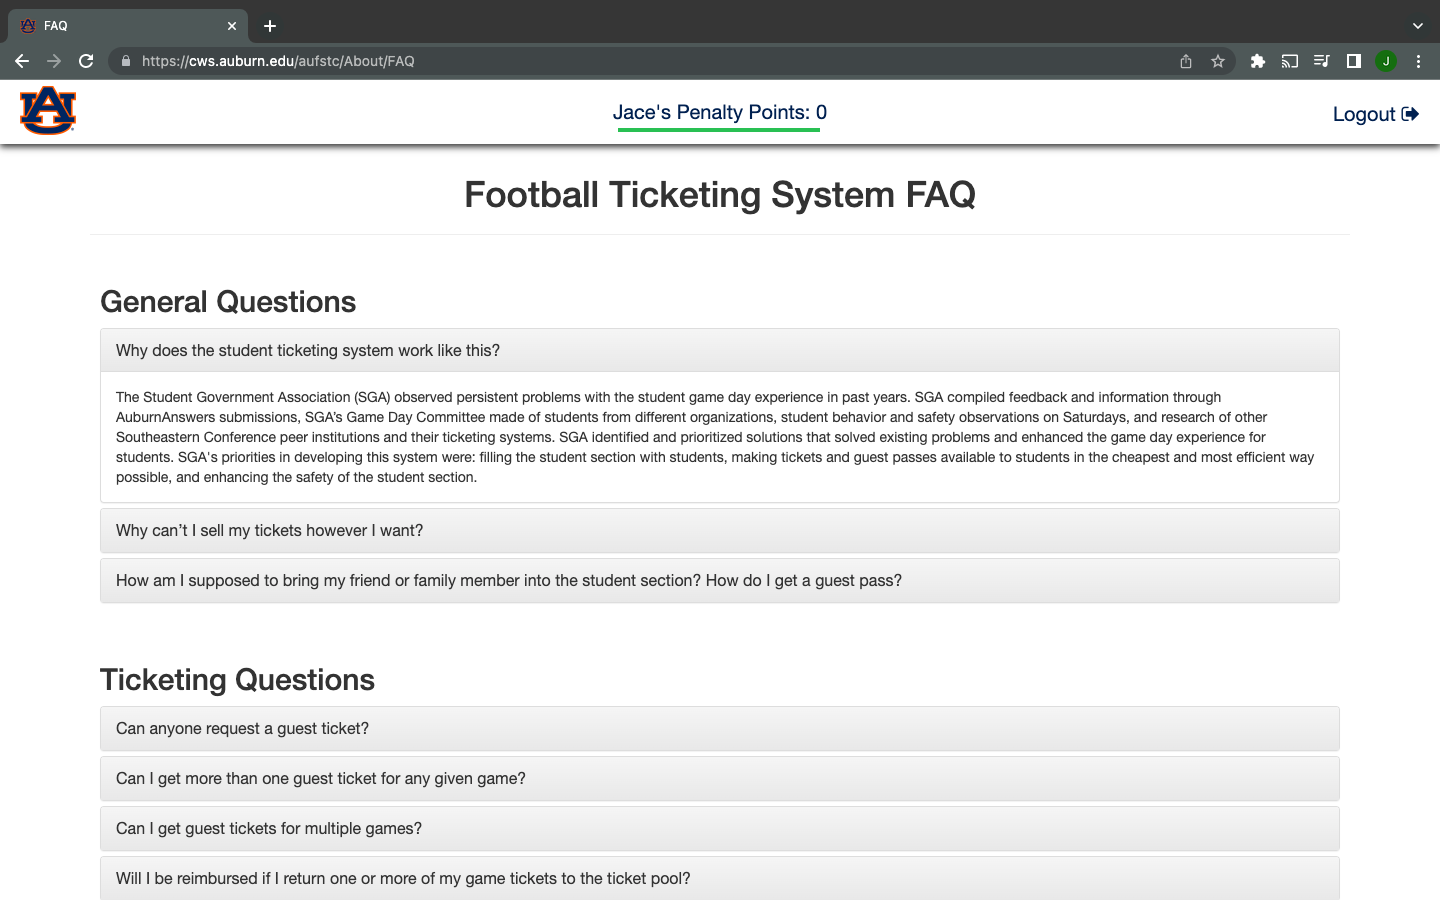 FAQ
https://cws.auburn.edu/aufstc/About/FAQ
J
AU
Jace's Penalty Points: 0
Logout
Football Ticketing System FAQ
General Questions
Why does the student ticketing system work like this?
The Student Government Association (SGA) observed persistent problems with the student game day experience in past years. SGA compiled feedback and information through
AuburnAnswers submissions, SGA’s Game Day Committee made of students from different organizations, student behavior and safety observations on Saturdays, and research of other
Southeastern Conference peer institutions and their ticketing systems. SGA identified and prioritized solutions that solved existing problems and enhanced the game day experience for
students. SGA's priorities in developing this system were: filling the student section with students, making tickets and guest passes available to students in the cheapest and most efficient way
possible, and enhancing the safety of the student section.
Why can’t I sell my tickets however I want?
How am I supposed to bring my friend or family member into the student section? How do I get a guest pass?
Ticketing Questions
Can anyone request a guest ticket?
Can I get more than one guest ticket for any given game?
Can I get guest tickets for multiple games?
Will I be reimbursed if I return one or more of my game tickets to the ticket pool?